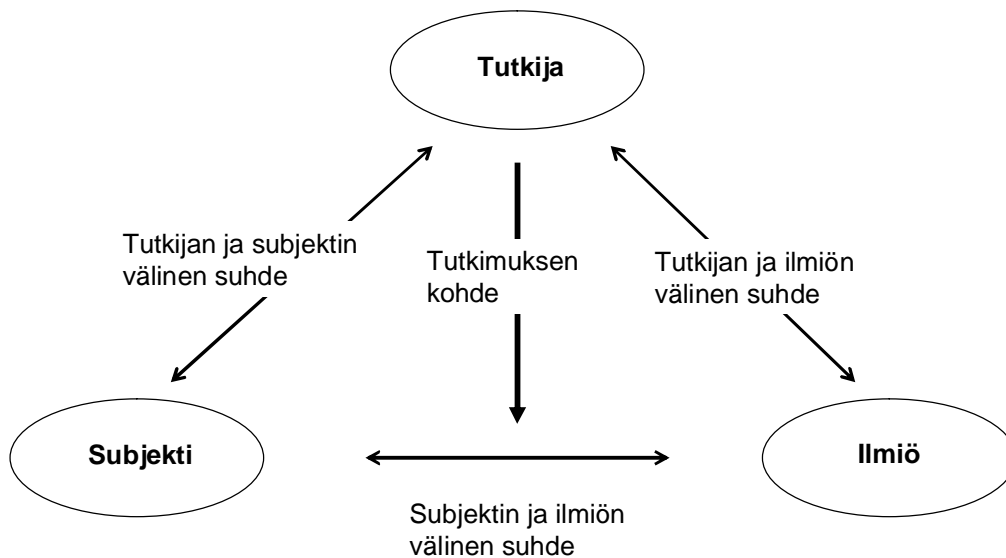 Tutkija
Tutkijan ja subjektin
välinen suhde
Tutkimuksen
kohde
Tutkijan ja ilmiön
välinen suhde
Subjekti
Ilmiö
Subjektin ja ilmiön
välinen suhde